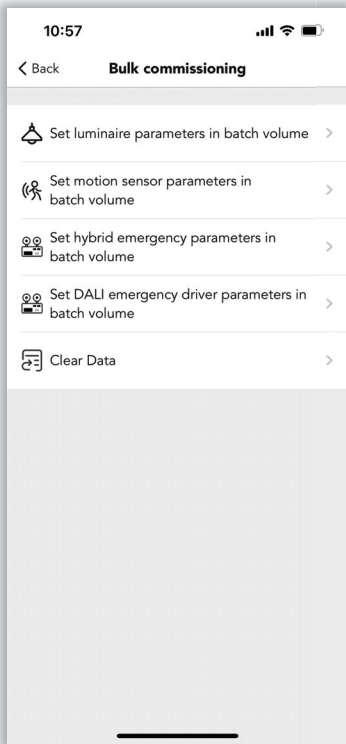 10:57
Back
Bulk commissioning
Set luminaire parameters in batch volume
Set motion sensor parameters in
batch volume
Set hybrid emergency parameters in
batch volume
Set DALI emergency driver parameters in
batch volume
Clear Data